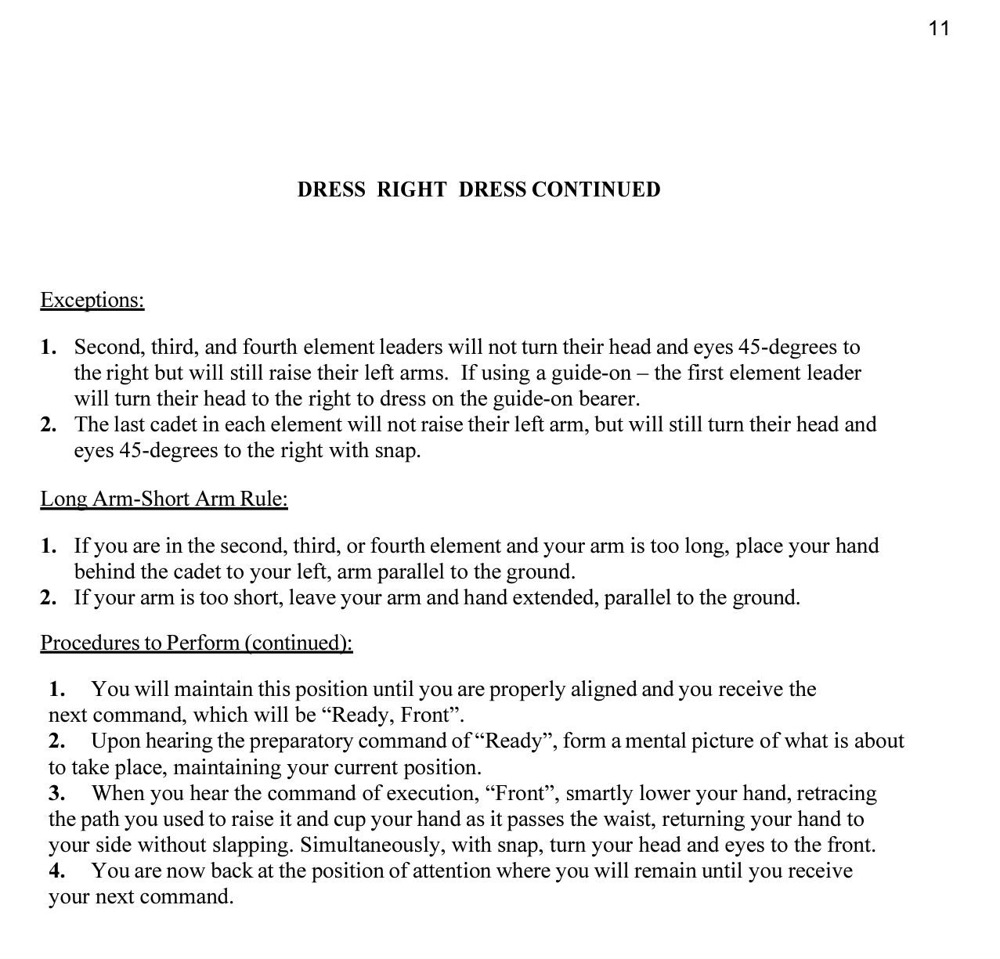 11
DRESS RIGHT DRESS CONTINUED
Exceptions:
1. Second, third, and fourth element leaders will not turn their head and eyes 45-degrees to
the right but will still raise their left arms. If using a guide-on – the first element leader
will turn their head to the right to dress on the guide-on bearer.
2. The last cadet in each element will not raise their left arm, but will still turn their head and
eyes 45-degrees to the right with snap.
Long Arm-Short Arm Rule:
1. If you are in the second, third, or fourth element and your arm is too long, place your hand
behind the cadet to your left, arm parallel to the ground.
2. If your arm is too short, leave your arm and hand extended, parallel to the ground.
Procedures to Perform (continued):
1. You will maintain this position until you are properly aligned and you receive the
next command, which will be “Ready, Front”.
2. Upon hearing the preparatory command of “Ready”, form a mental picture of what is about
to take place, maintaining your current position.
3. When you hear the command of execution, “Front”, smartly lower your hand, retracing
the path you used to raise it and cup your hand as it passes the waist, returning your hand to
your side without slapping. Simultaneously, with snap, turn your head and eyes to the front.
4. You are now back at the position of attention where you will remain until you receive
your next command.